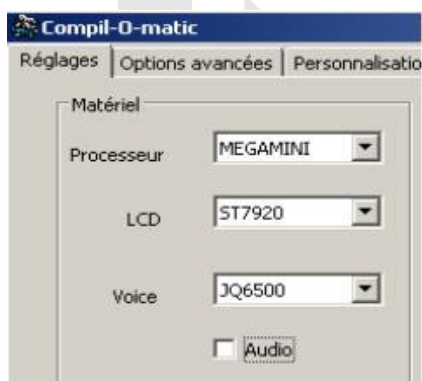 Compil-O-matic
Réglages Options avancées Personnalisatio
Matériel
Processeur MEGAMINI
LCD ST7920
Voice JQ6500
Audio